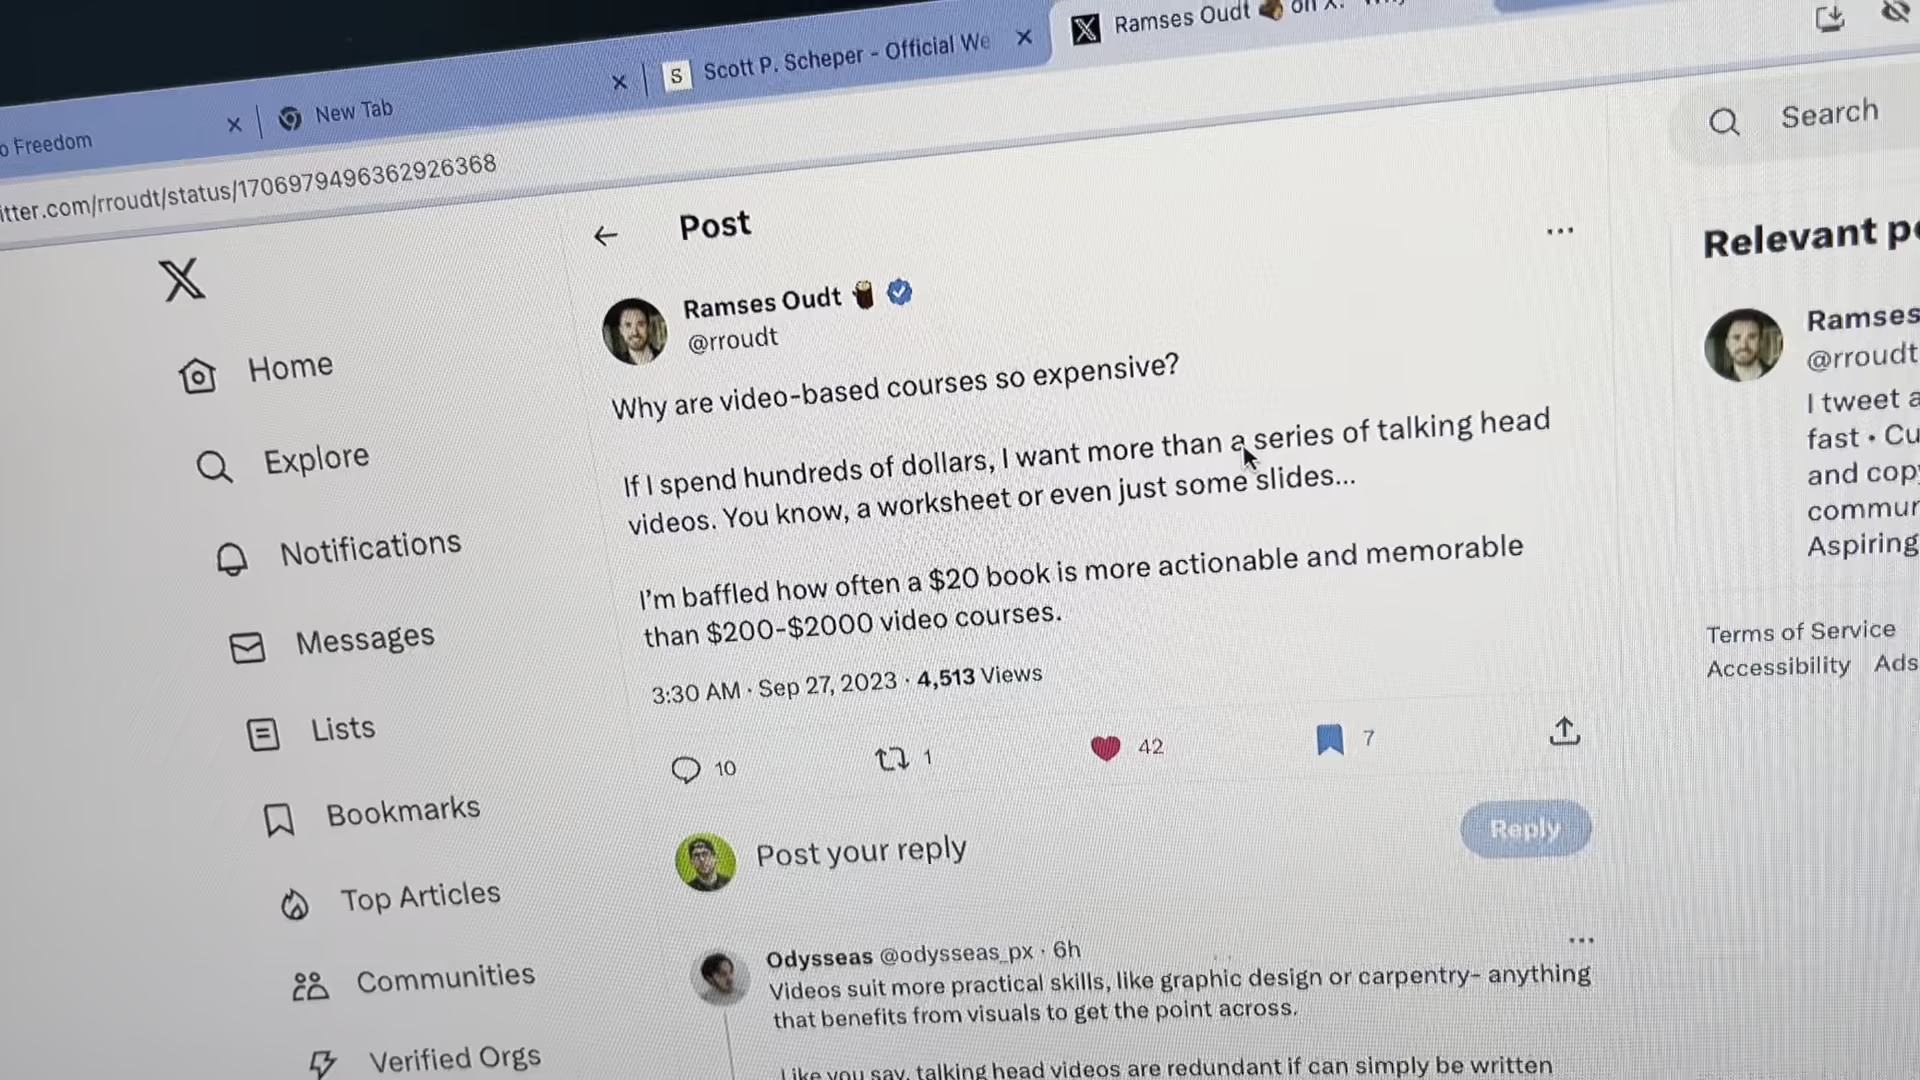 Freedom
New Tab
S
Scott P. Scheper - Official We
X
Ramses Oudt on X:
itter.com/rroudt/status/1706979496362926368
Search
X
Home
Explore
Notifications
Messages
Lists
Bookmarks
Top Articles
Communities
Verified Orgs
Post
Ramses Oudt
@rroudt
Why are video-based courses so expensive?
If I spend hundreds of dollars, I want more than a series of talking head
videos. You know, a worksheet or even just some slides...
I'm baffled how often a $20 book is more actionable and memorable
than $200-$2000 video courses.
3:30 AM · Sep 27, 2023 · 4,513 Views
10
1
42
7
Post your reply
Reply
Odysseas @odysseas_px · 6h
Videos suit more practical skills, like graphic design or carpentry– anything
that benefits from visuals to get the point across.
Like you say, talking head videos are redundant if can simply be written
Relevant pe
Ramses
@rroudt
I tweet a
fast • Cu
and copy
commun
Aspiring
Terms of Service
Accessibility Ads